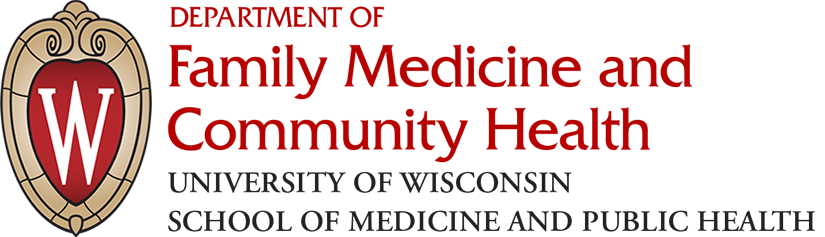 W
DEPARTMENT OF
Family Medicine and
Community Health
UNIVERSITY OF WISCONSIN
SCHOOL OF MEDICINE AND PUBLIC HEALTH